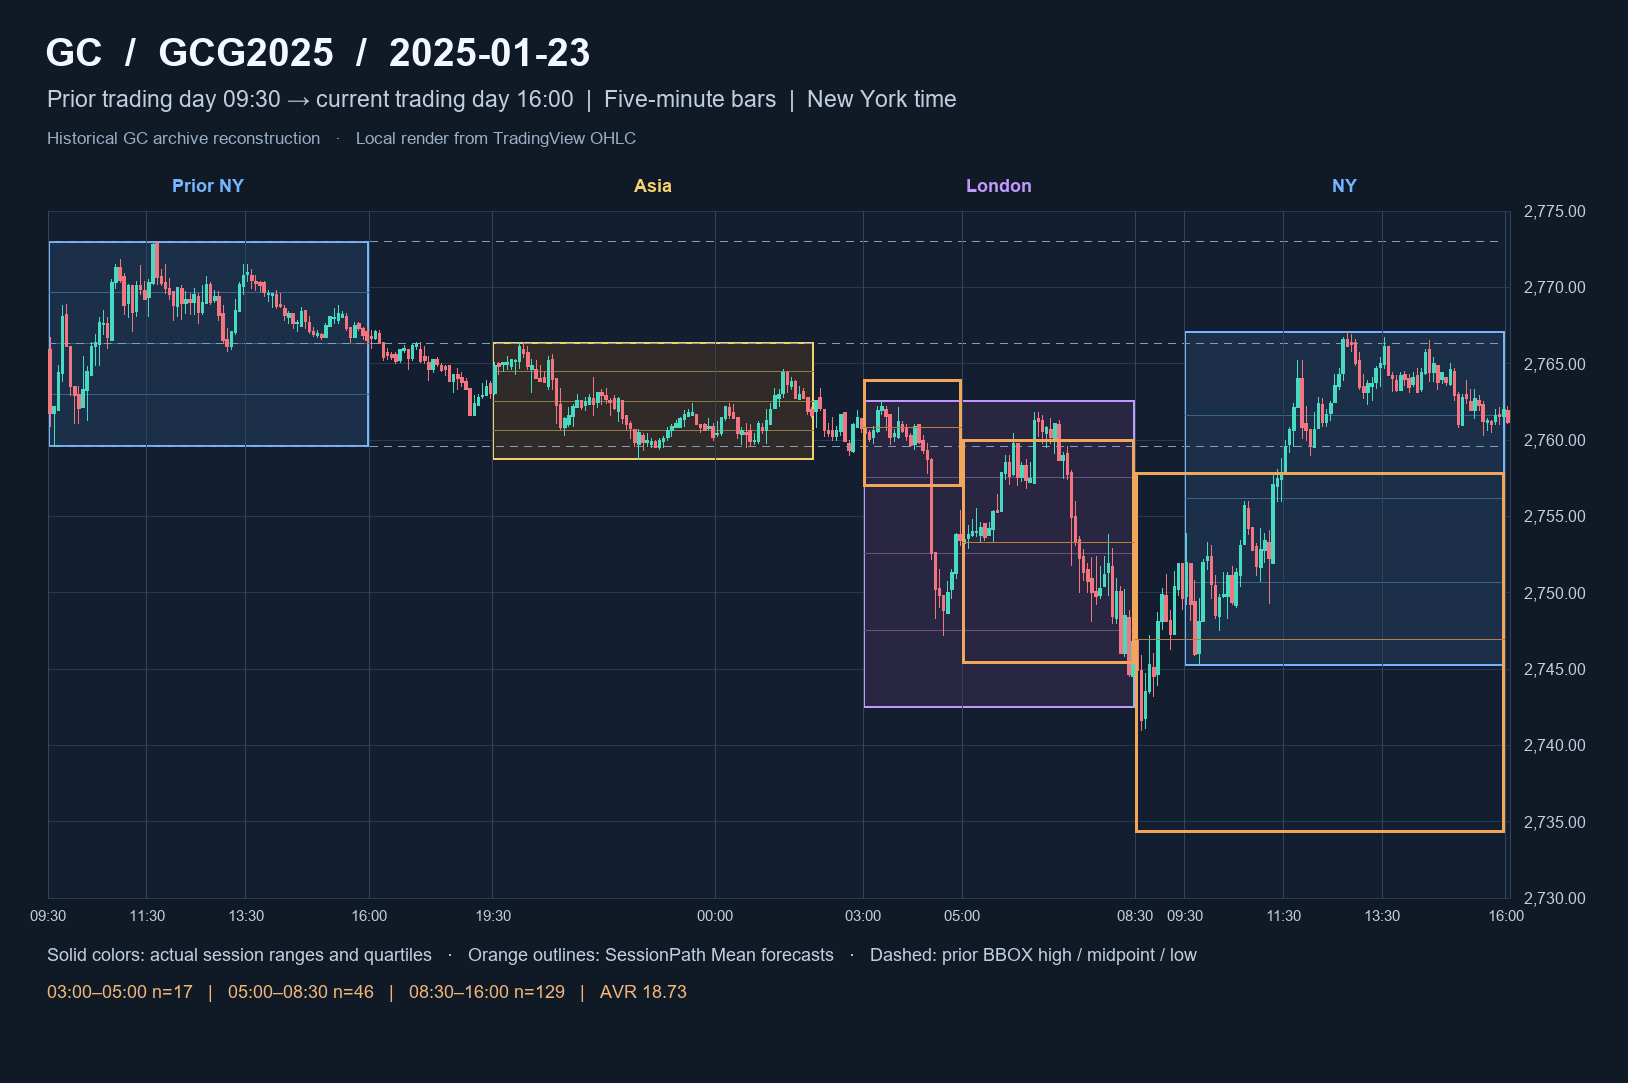 GC / GCG2025 / 2025-01-23
Prior trading day 09:30 → current trading day 16:00 | Five-minute bars | New York time
Historical GC archive reconstruction · Local render from TradingView OHLC
Prior NY Asia London NY
2,775.00
2,770.00
2,765.00
2,760.00
2,755.00
2,750.00
2,745.00
2,740.00
2,735.00
2,730.00
09:30 11:30 13:30 16:00 19:30 00:00 03:00 05:00 08:30 09:30 11:30 13:30 16:00
Solid colors: actual session ranges and quartiles · Orange outlines: SessionPath Mean forecasts · Dashed: prior BBOX high / midpoint / low
03:00–05:00 n=17 | 05:00–08:30 n=46 | 08:30–16:00 n=129 | AVR 18.73